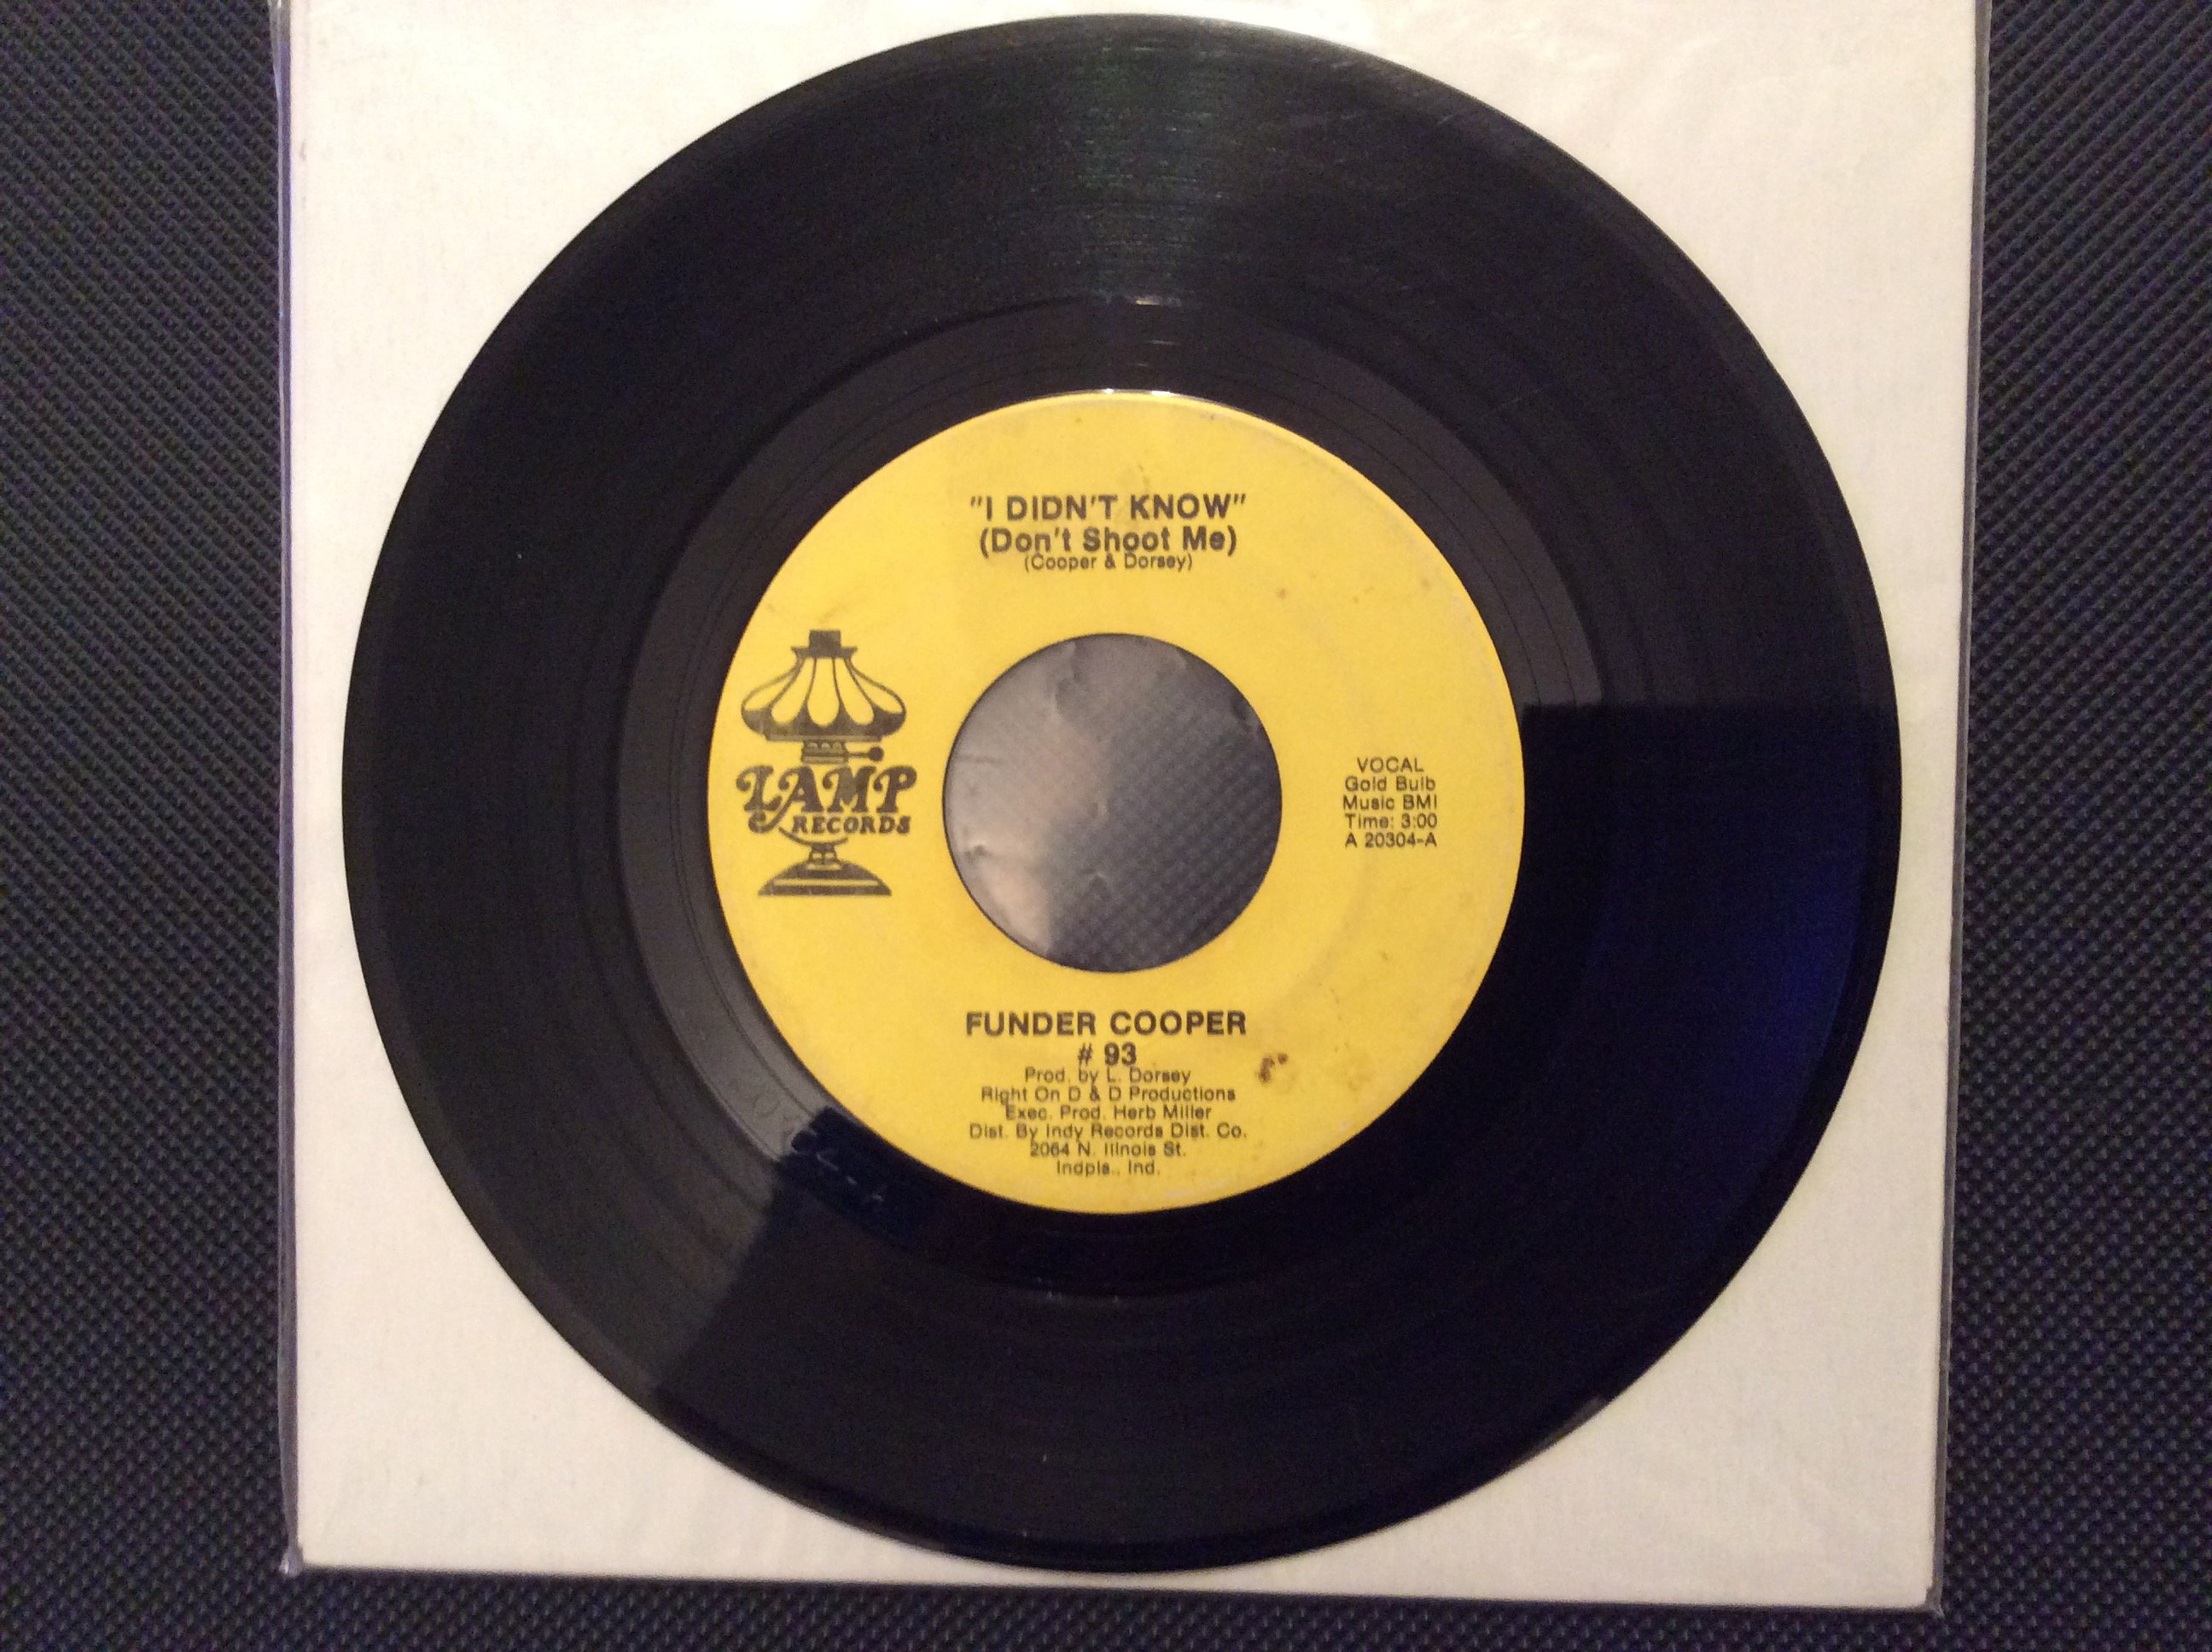 "I DIDN'T KNOW"
(Don't Shoot Me)
(Cooper & Dorsey)
LAMP
RECORDS
VOCAL
Gold Bulb
Music BMI
Time: 3:00
A 20304-A
FUNDER COOPER
# 93
Prod. by L. Dorsey
Right On D & D Productions
Exec. Prod. Herb Miller
Dist. By Indy Records Dist. Co.
2064 N. Illinois St.
Indpls., Ind.